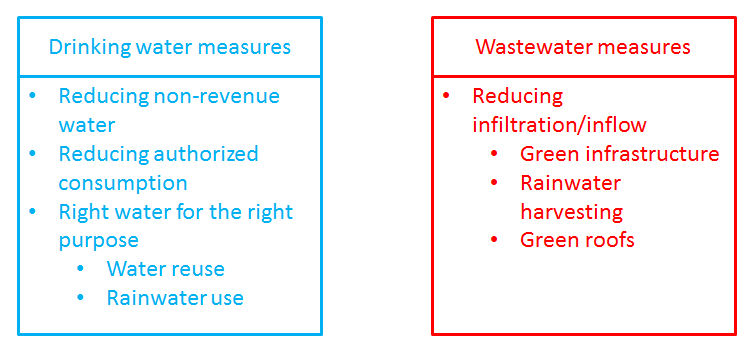 Drinking water measures
• Reducing non-revenue
water
• Reducing authorized
consumption
• Right water for the right
purpose
• Water reuse
• Rainwater use
Wastewater measures
• Reducing
infiltration/inflow
• Green infrastructure
• Rainwater
harvesting
• Green roofs